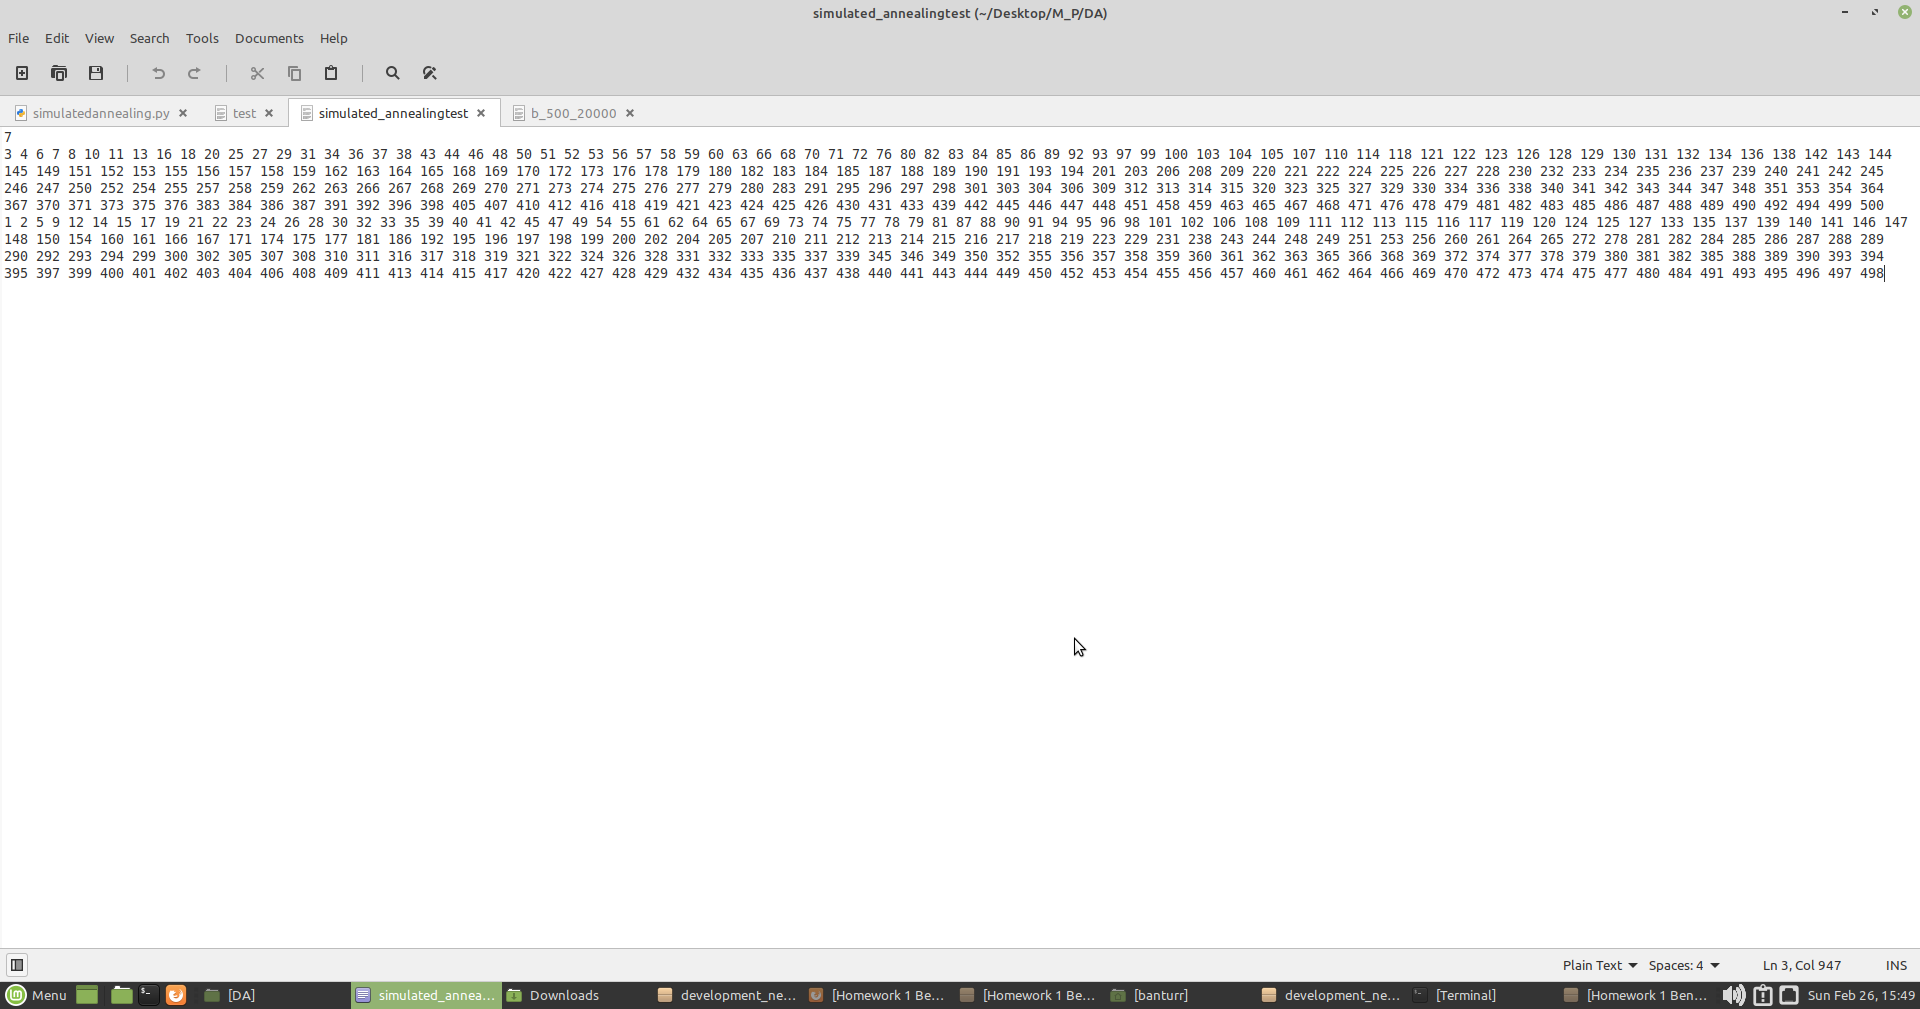 simulated_annealingtest (~/Desktop/M_P/DA)
File Edit View Search Tools Documents Help
simulatedannealing.py test simulated_annealingtest b_500_20000
7
3 4 6 7 8 10 11 13 16 18 20 25 27 29 31 34 36 37 38 43 44 46 48 50 51 52 53 56 57 58 59 60 63 66 68 70 71 72 76 80 82 83 84 85 86 89 92 93 97 99 100 103 104 105 107 110 114 118 121 122 123 126 128 129 130 131 132 134 136 138 142 143 144
145 149 151 152 153 155 156 157 158 159 162 163 164 165 168 169 170 172 173 176 178 179 180 182 183 184 185 187 188 189 190 191 193 194 201 203 206 208 209 220 221 222 224 225 226 227 228 230 232 233 234 235 236 237 239 240 241 242 245
246 247 250 252 254 255 257 258 259 262 263 266 267 268 269 270 271 273 274 275 276 277 279 280 283 291 295 296 297 298 301 303 304 306 309 312 313 314 315 320 323 325 327 329 330 334 336 338 340 341 342 343 344 347 348 351 353 354 364
367 370 371 373 375 376 383 384 386 387 391 392 396 398 405 407 410 412 416 418 419 421 423 424 425 426 430 431 433 439 442 445 446 447 448 451 458 459 463 465 467 468 471 476 478 479 481 482 483 485 486 487 488 489 490 492 494 499 500
1 2 5 9 12 14 15 17 19 21 22 23 24 26 28 30 32 33 35 39 40 41 42 45 47 49 54 55 61 62 64 65 67 69 73 74 75 77 78 79 81 87 88 90 91 94 95 96 98 101 102 106 108 109 111 112 113 115 116 117 119 120 124 125 127 133 135 137 139 140 141 146 147
148 150 154 160 161 166 167 171 174 175 177 181 186 192 195 196 197 198 199 200 202 204 205 207 210 211 212 213 214 215 216 217 218 219 223 229 231 238 243 244 248 249 251 253 256 260 261 264 265 272 278 281 282 284 285 286 287 288 289
290 292 293 294 299 300 302 305 307 308 310 311 316 317 318 319 321 322 324 326 328 331 332 333 335 337 339 345 346 349 350 352 355 356 357 358 359 360 361 362 363 365 366 368 369 372 374 377 378 379 380 381 382 385 388 389 390 393 394
395 397 399 400 401 402 403 404 406 408 409 411 413 414 415 417 420 422 427 428 429 432 434 435 436 437 438 440 441 443 444 449 450 452 453 454 455 456 457 460 461 462 464 466 469 470 472 473 474 475 477 480 484 491 493 495 496 497 498
Plain Text Spaces: 4 Ln 3, Col 947 INS
Menu [DA] simulated_annea... Downloads development_ne... [Homework 1 Be... [Homework 1 Be... [banturr] development_ne... [Terminal] [Homework 1 Ben... Sun Feb 26, 15:49